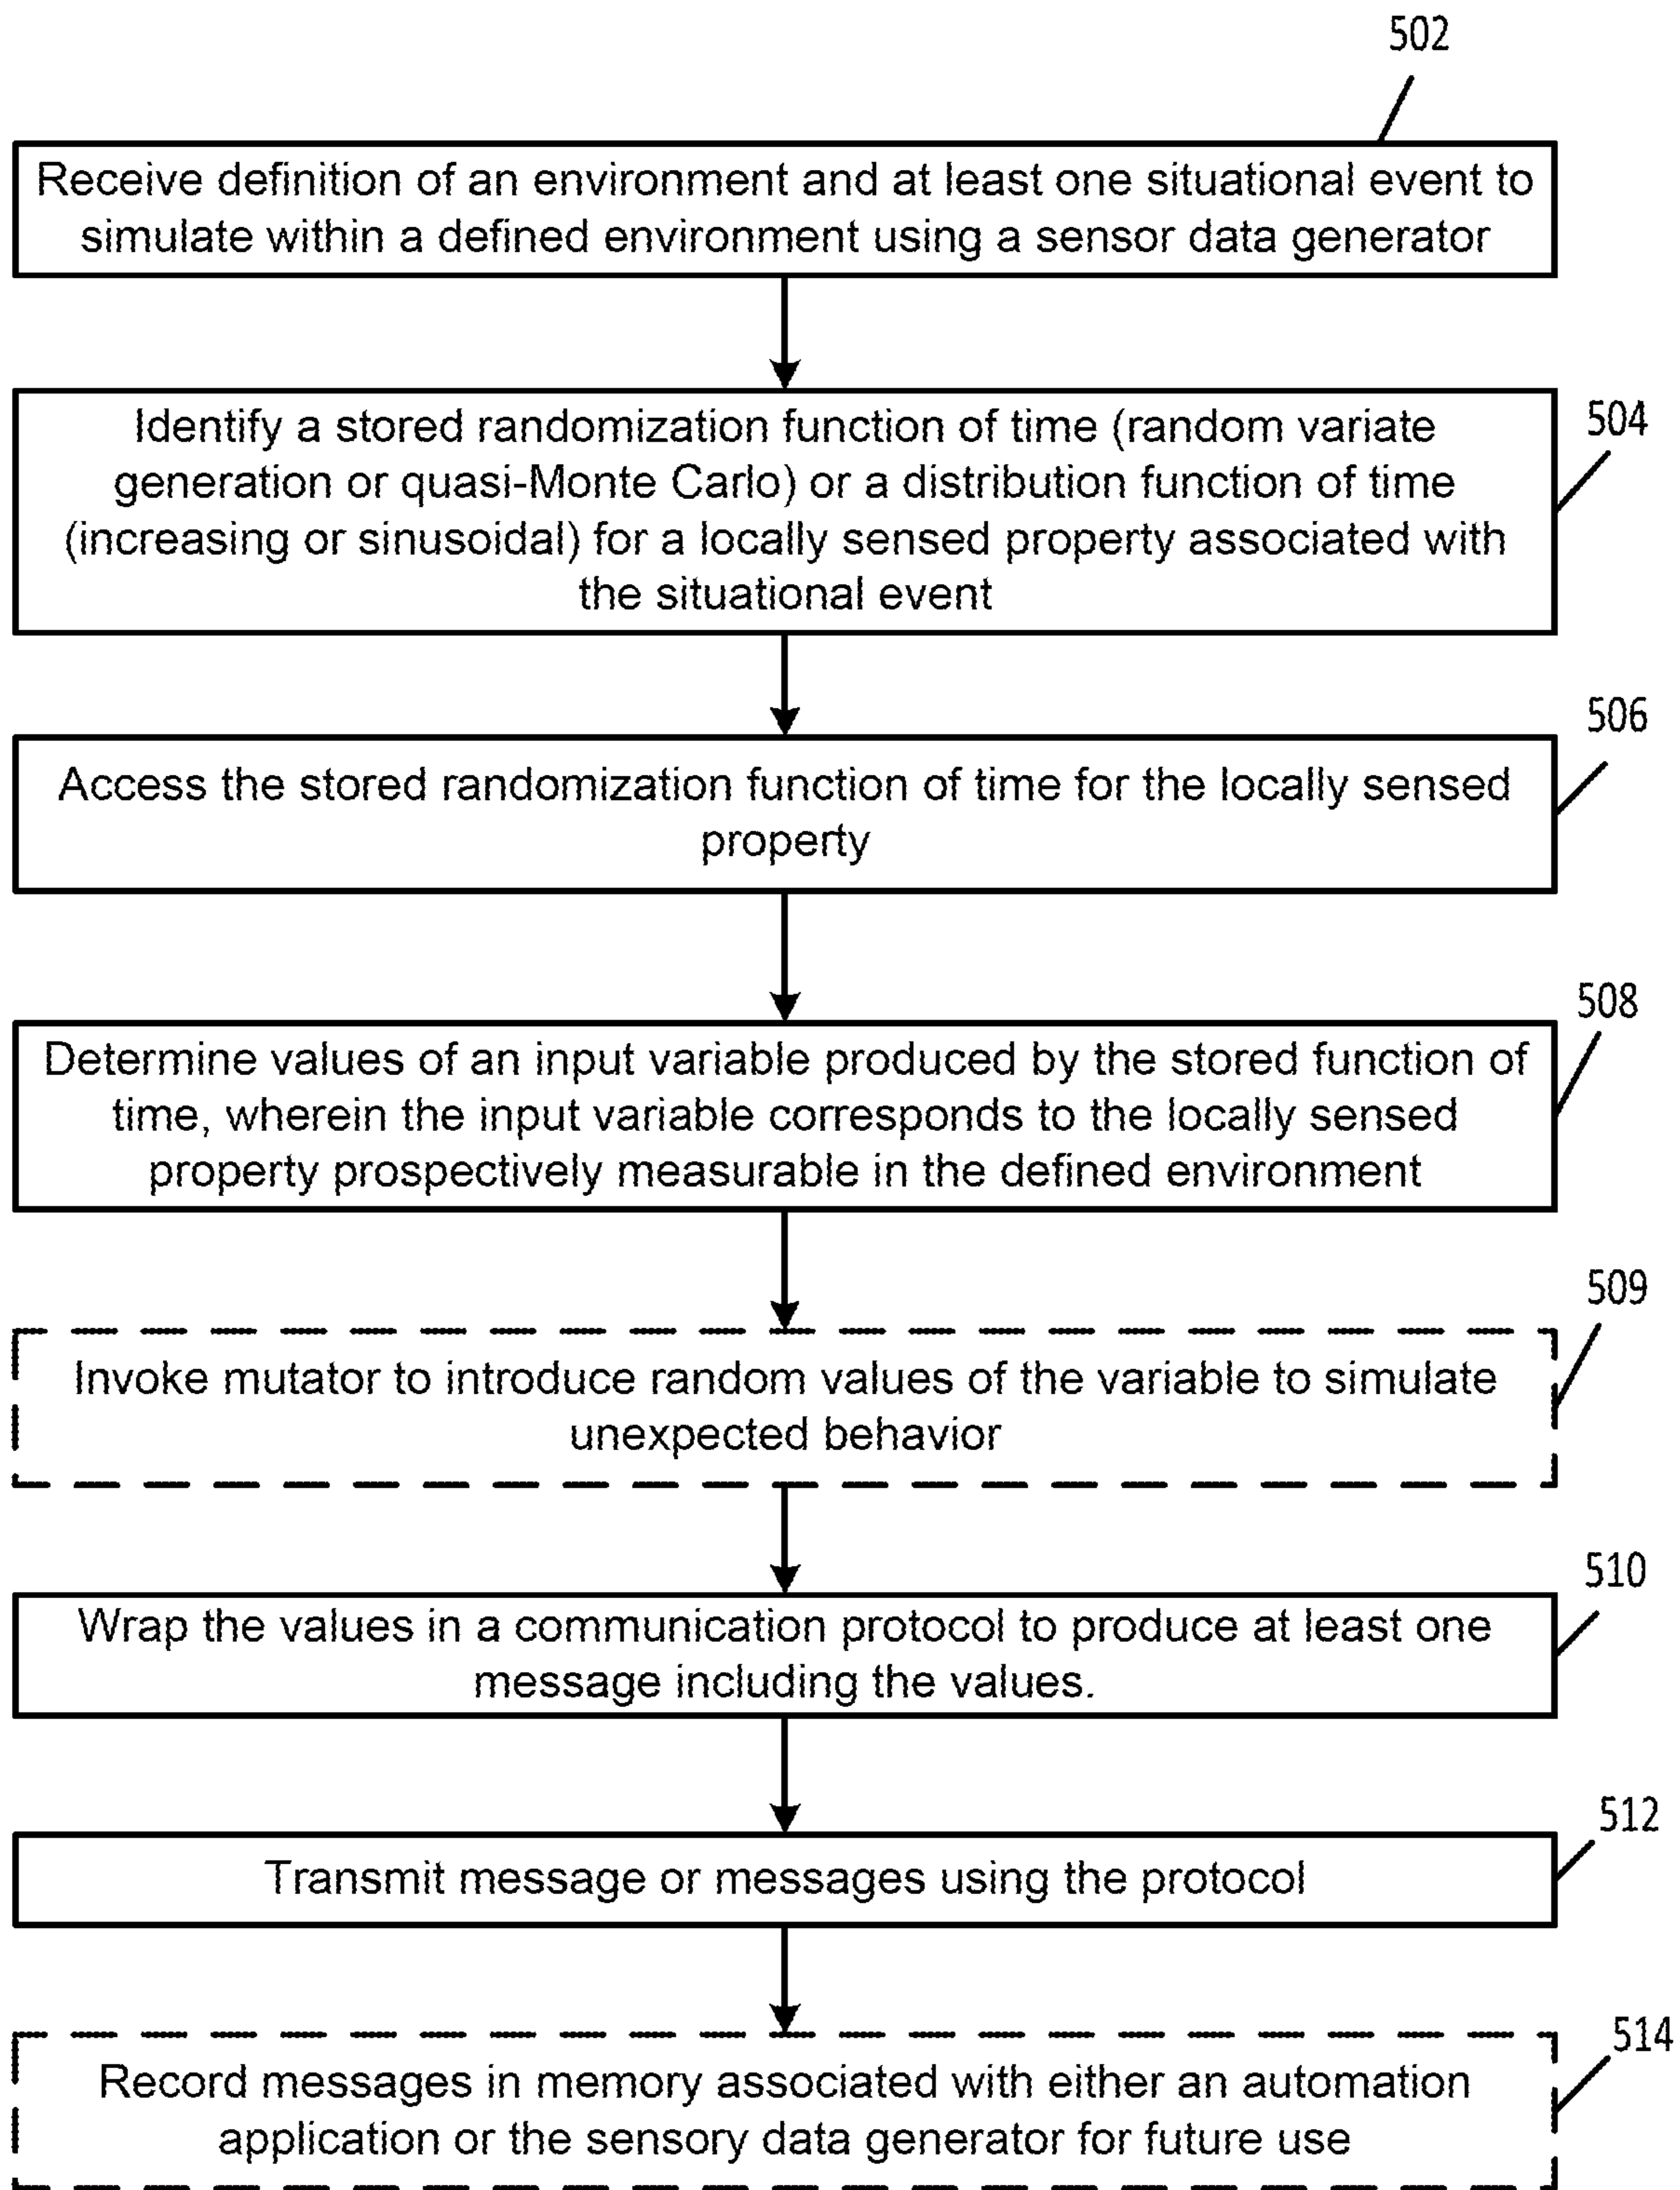 502
Receive definition of an environment and at least one situational event to
simulate within a defined environment using a sensor data generator
504
Identify a stored randomization function of time (random variate
generation or quasi-Monte Carlo) or a distribution function of time
(increasing or sinusoidal) for a locally sensed property associated with
the situational event
506
Access the stored randomization function of time for the locally sensed
property
508
Determine values of an input variable produced by the stored function of
time, wherein the input variable corresponds to the locally sensed
property prospectively measurable in the defined environment
509
Invoke mutator to introduce random values of the variable to simulate
unexpected behavior
510
Wrap the values in a communication protocol to produce at least one
message including the values.
512
Transmit message or messages using the protocol
514
Record messages in memory associated with either an automation
application or the sensory data generator for future use